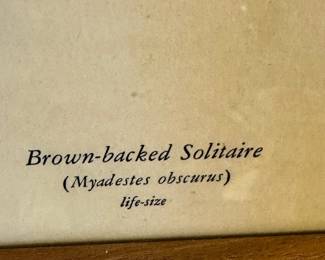 Brown-backed Solitaire
(Myadestes obscurus)
life-size